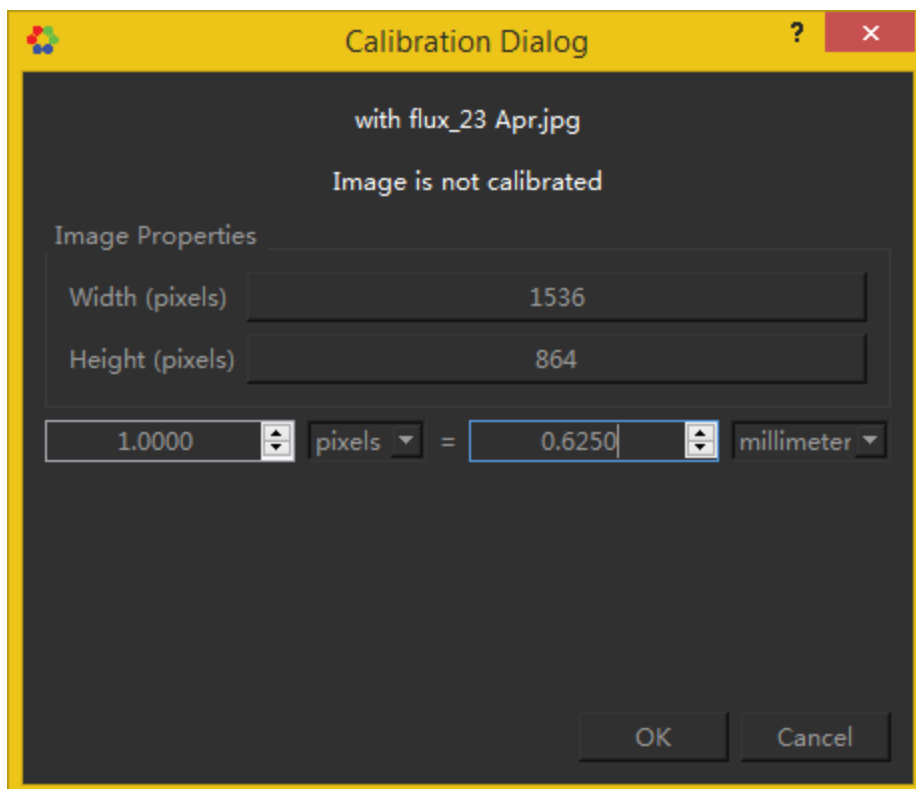 Calibration Dialog ? ×
with flux_23 Apr.jpg
Image is not calibrated
Image Properties
Width (pixels) 1536
Height (pixels) 864
1.0000 pixels = 0.6250 millimeter
OK Cancel